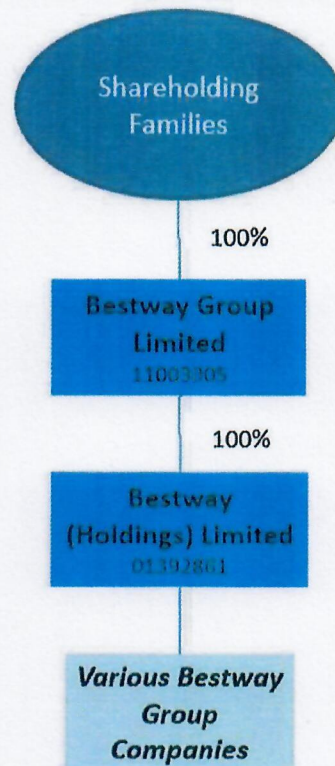 Shareholding
Families
100%
Bestway Group
Limited
11003305
100%
Bestway
(Holdings) Limited
01392861
Various Bestway
Group
Companies